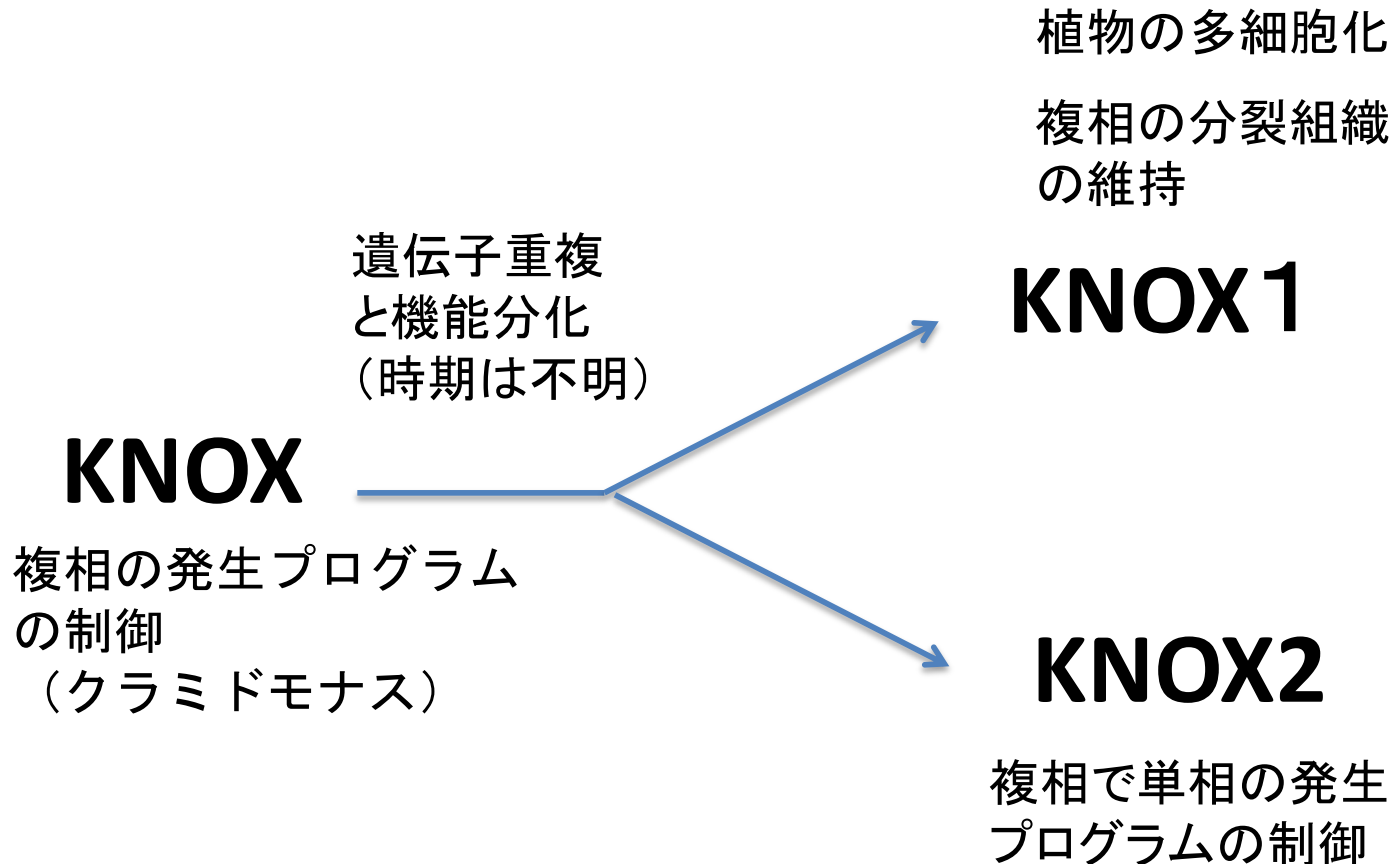 植物の多細胞化
複相の分裂組織
の維持
KNOX１
遺伝子重複
と機能分化
（時期は不明）
KNOX
複相の発生プログラム
の制御
（クラミドモナス）
KNOX2
複相で単相の発生
プログラムの制御